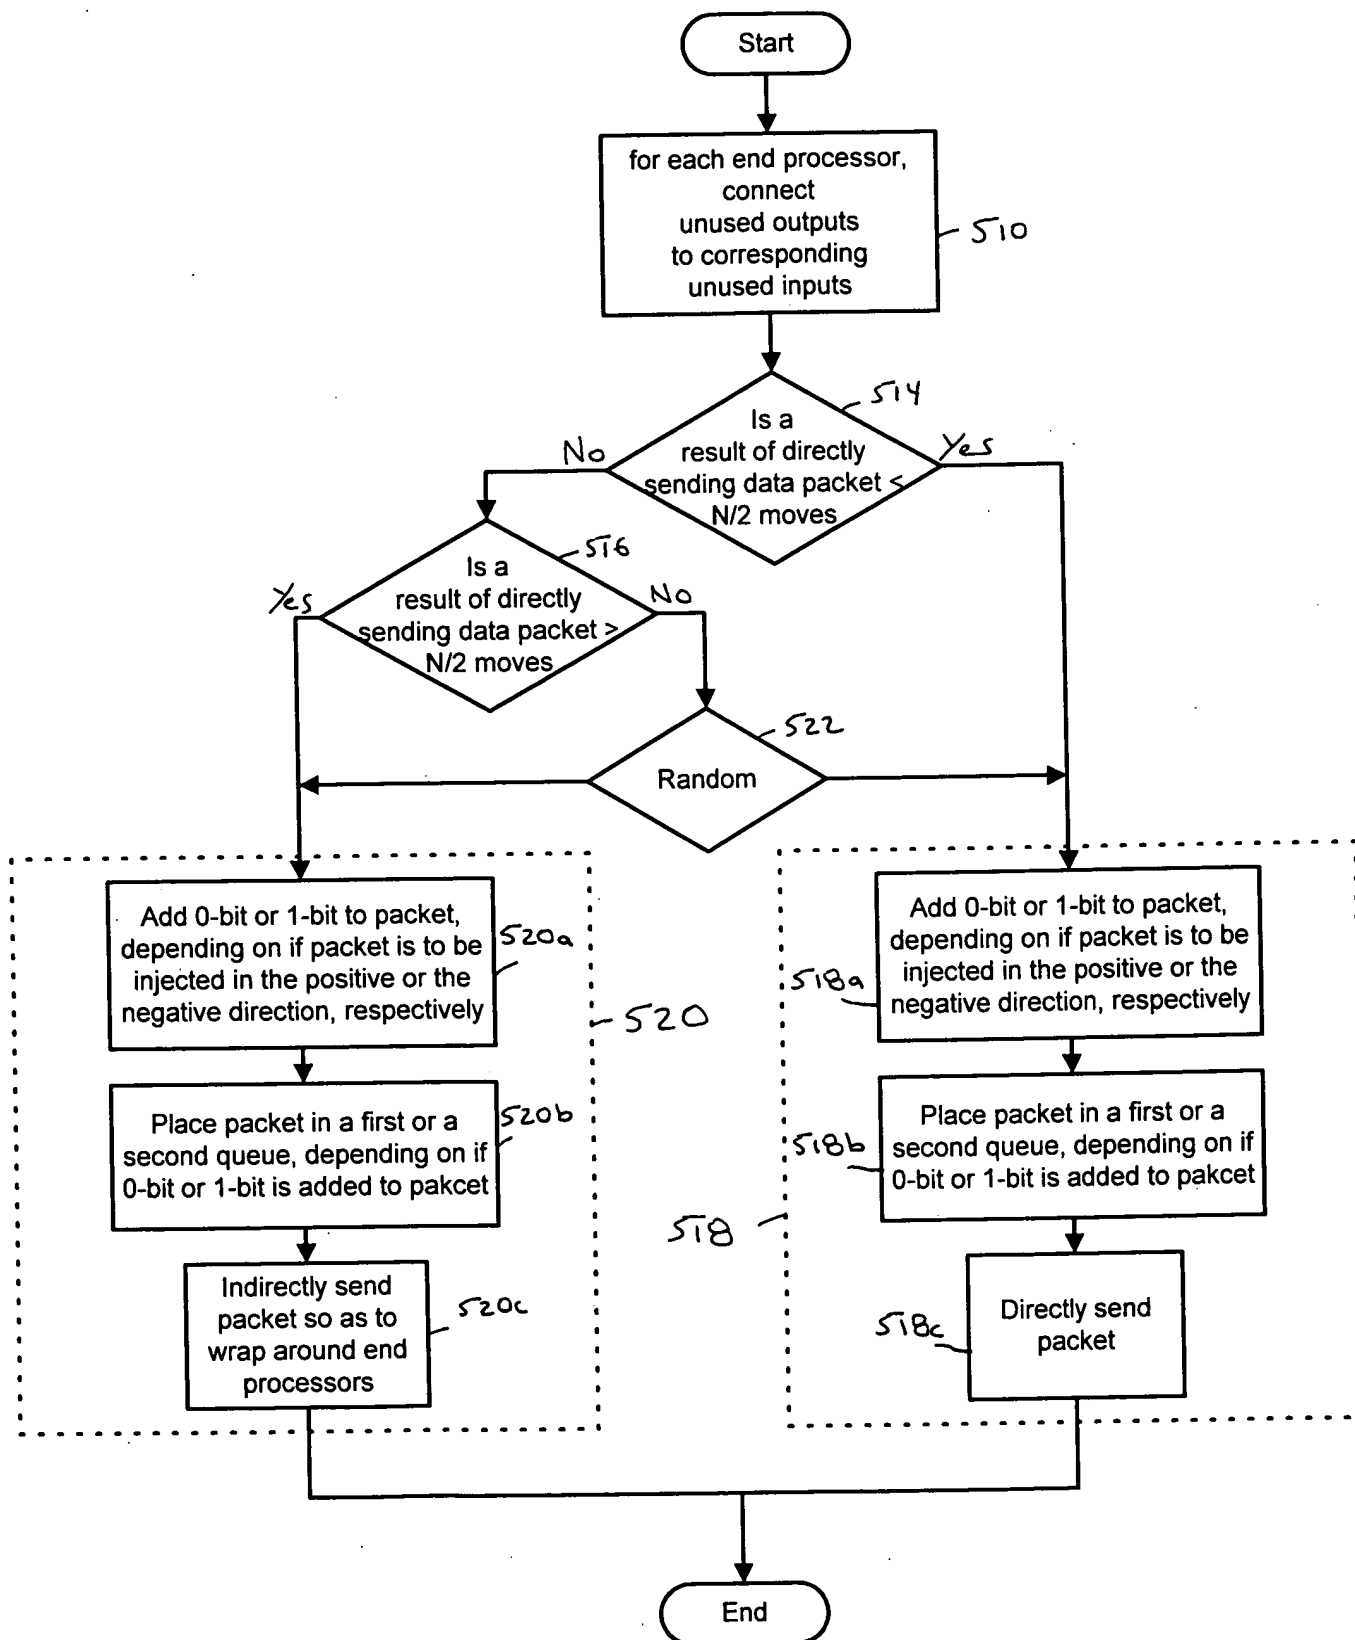 Start
for each end processor,
connect
unused outputs
to corresponding
unused inputs
510
514
Is a
result of directly
sending data packet <
N/2 moves
No
Yes
516
Is a
result of directly
sending data packet >
N/2 moves
Yes
No
522
Random
Add 0-bit or 1-bit to packet,
depending on if packet is to be
injected in the positive or the
negative direction, respectively
520a
520
Place packet in a first or a
second queue, depending on if
0-bit or 1-bit is added to pakcet
520b
Indirectly send
packet so as to
wrap around end
processors
520c
Add 0-bit or 1-bit to packet,
depending on if packet is to be
injected in the positive or the
negative direction, respectively
518a
Place packet in a first or a
second queue, depending on if
0-bit or 1-bit is added to pakcet
518b
518
Directly send
packet
518c
End